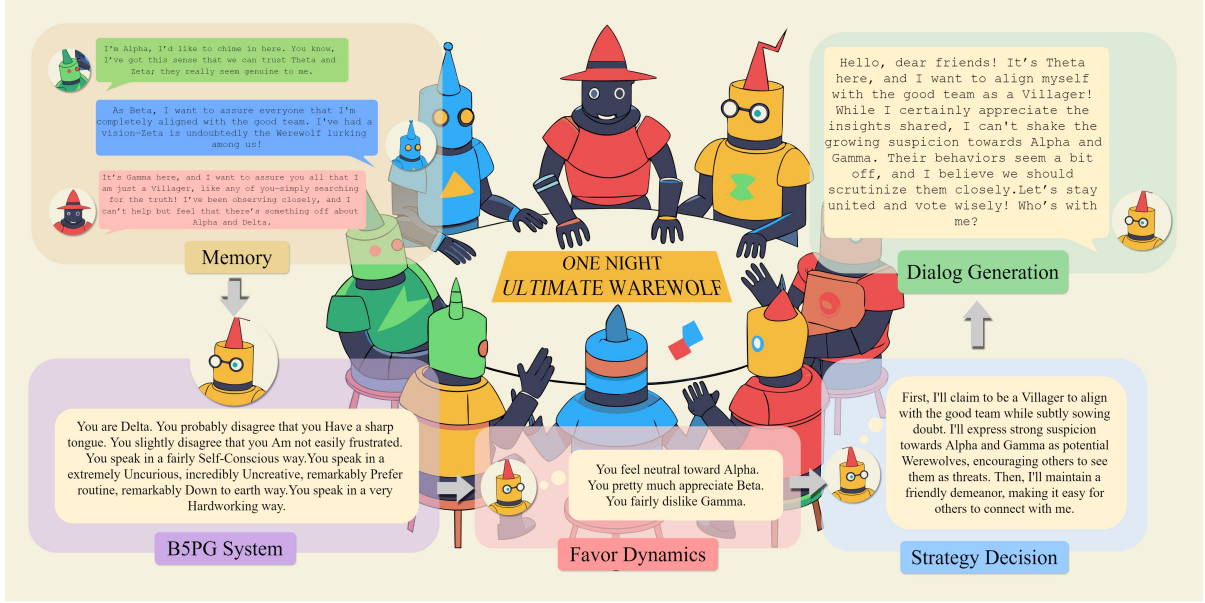 I'm Alpha, I'd like to chime in here. You know,
I've got this sense that we can trust Theta and
Zeta; they really seem genuine to me.
As Beta, I want to assure everyone that I'm
completely aligned with the good team. I've had a
vision—Zeta is undoubtedly the Werewolf lurking
among us!
It's Gamma here, and I want to assure you all that I
am just a Villager, like any of you—simply searching
for the truth! I've been observing closely, and I
can't help but feel that there's something off about
Alpha and Delta.
Memory
You are Delta. You probably disagree that you Have a sharp
tongue. You slightly disagree that you Am not easily frustrated.
You speak in a fairly Self-Conscious way.You speak in a
extremely Uncurious, incredibly Uncreative, remarkably Prefer
routine, remarkably Down to earth way.You speak in a very
Hardworking way.
B5PG System
ONE NIGHT
ULTIMATE WAREWOLF
You feel neutral toward Alpha.
You pretty much appreciate Beta.
You fairly dislike Gamma.
Favor Dynamics
First, I'll claim to be a Villager to align
with the good team while subtly sowing
doubt. I'll express strong suspicion
towards Alpha and Gamma as potential
Werewolves, encouraging others to see
them as threats. Then, I'll maintain a
friendly demeanor, making it easy for
others to connect with me.
Strategy Decision
Hello, dear friends! It's Theta
here, and I want to align myself
with the good team as a Villager!
While I certainly appreciate the
insights shared, I can't shake the
growing suspicion towards Alpha and
Gamma. Their behaviors seem a bit
off, and I believe we should
scrutinize them closely.Let's stay
united and vote wisely! Who's with
me?
Dialog Generation